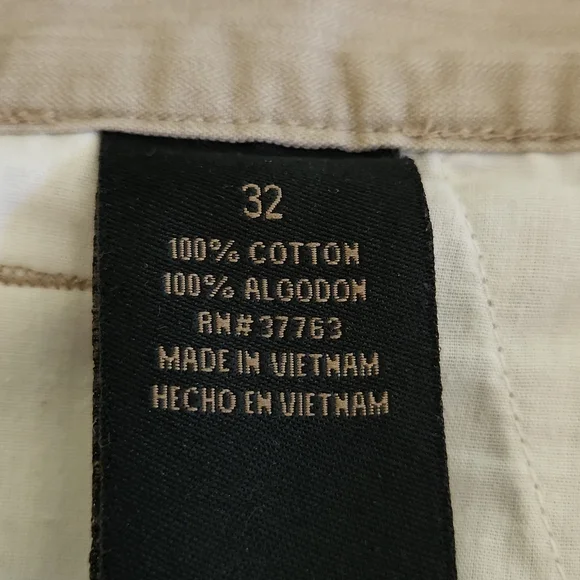 32
100% COTTON
100% ALGODON
RN#37763
MADE IN VIETNAM
HECHO EN VIETNAM